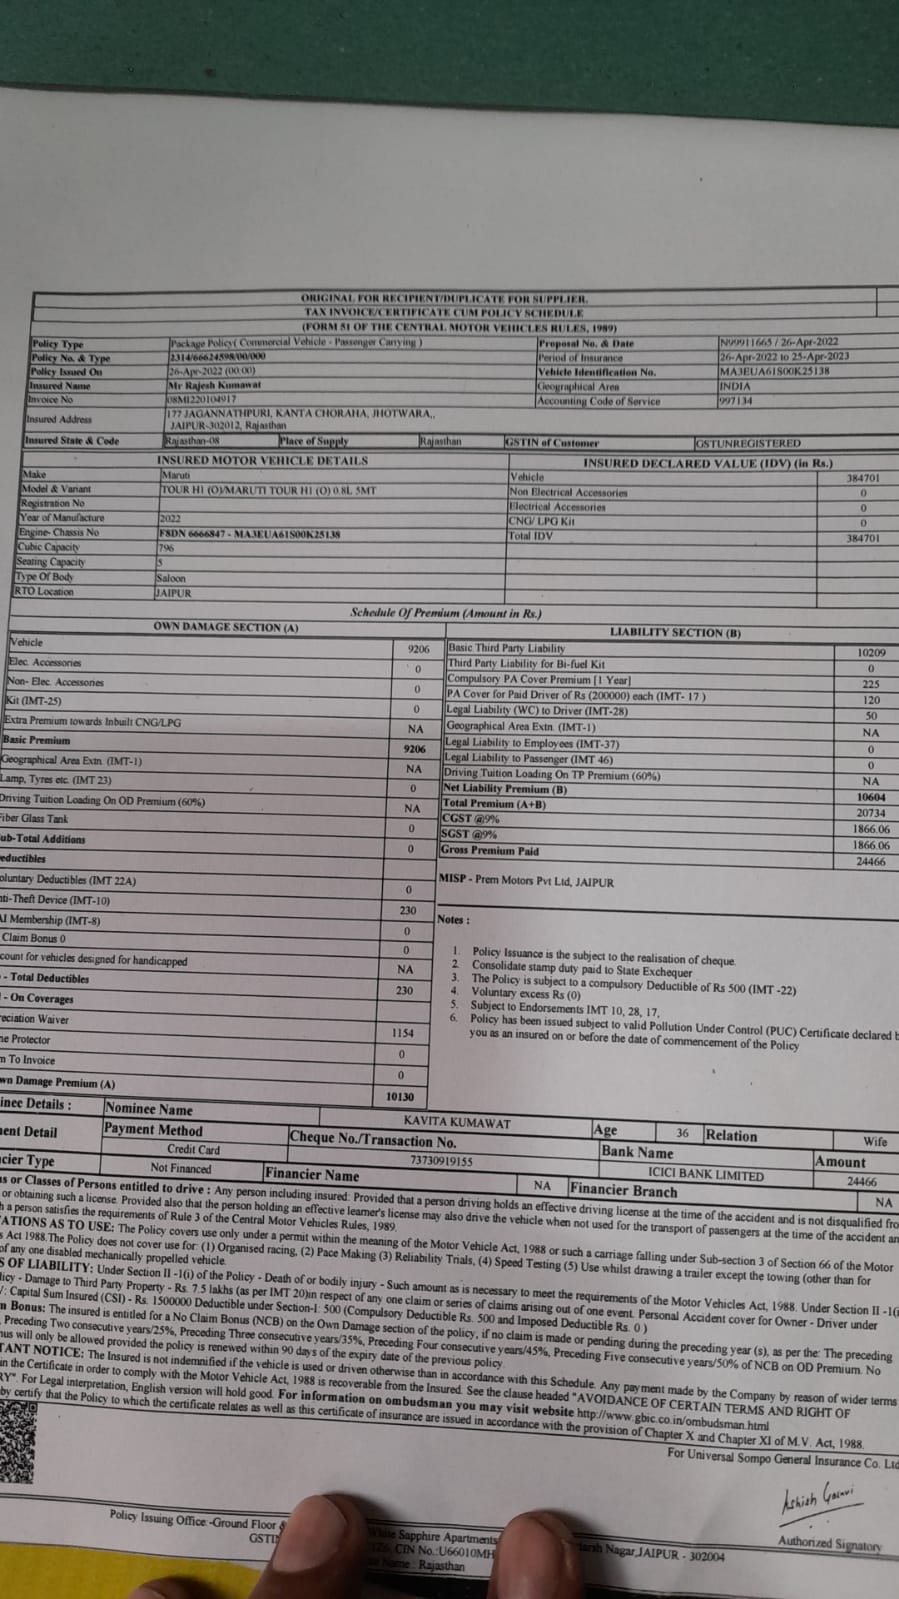 ORIGINAL FOR RECIPIENT/DUPLICATE FOR SUPPLIER.
TAX INVOICE/CERTIFICATE CUM POLICY SCHEDULE
(FORM 51 OF THE CENTRAL MOTOR VEHICLES RULES, 1989)
Policy Type Package Policy( Commercial Vehicle - Passenger Carrying ) Proposal No. & Date N99911665 / 26-Apr-2022
Policy No. & Type 2314/66624598/00/000 Period of Insurance 26-Apr-2022 to 25-Apr-2023
Policy Issued On 26-Apr-2022 (00:00) Vehicle Identification No. MA3EUA61S00K25138
Insured Name Mr Rajesh Kumawat Geographical Area INDIA
Invoice No 08MI220104917 Accounting Code of Service 997134
Insured Address 177 JAGANNATHPURI, KANTA CHORAHA, JHOTWARA,,
JAIPUR-302012, Rajasthan
Insured State & Code Rajasthan-08 Place of Supply Rajasthan GSTIN of Customer GSTUNREGISTERED
INSURED MOTOR VEHICLE DETAILS INSURED DECLARED VALUE (IDV) (in Rs.)
Make Maruti Vehicle 384701
Model & Variant TOUR H1 (O)/MARUTI TOUR H1 (O) 0.8L 5MT Non Electrical Accessories 0
Registration No Electrical Accessories 0
Year of Manufacture 2022 CNG/ LPG Kit 0
Engine- Chassis No F8DN 6666847 - MA3EUA61S00K25138 Total IDV 384701
Cubic Capacity 796
Seating Capacity 5
Type Of Body Saloon
RTO Location JAIPUR
Schedule Of Premium (Amount in Rs.)
OWN DAMAGE SECTION (A) LIABILITY SECTION (B)
Vehicle 9206 Basic Third Party Liability 10209
Elec. Accessories 0 Third Party Liability for Bi-fuel Kit 0
Non- Elec. Accessories 0 Compulsory PA Cover Premium [1 Year] 225
Kit (IMT-25) 0 PA Cover for Paid Driver of Rs (200000) each (IMT- 17 ) 120
Extra Premium towards Inbuilt CNG/LPG NA Legal Liability (WC) to Driver (IMT-28) 50
Basic Premium 9206 Geographical Area Extn. (IMT-1) NA
Geographical Area Extn. (IMT-1) NA Legal Liability to Employees (IMT-37) 0
Lamp, Tyres etc. (IMT 23) 0 Legal Liability to Passenger (IMT 46) 0
Driving Tuition Loading On OD Premium (60%) NA Driving Tuition Loading On TP Premium (60%) NA
Fiber Glass Tank 0 Net Liability Premium (B) 10604
ub-Total Additions 0 Total Premium (A+B) 20734
eductibles CGST @9% 1866.06
oluntary Deductibles (IMT 22A) 0 SGST @9% 1866.06
nti-Theft Device (IMT-10) 230 Gross Premium Paid 24466
AI Membership (IMT-8) 0 MISP - Prem Motors Pvt Ltd, JAIPUR
Claim Bonus 0 0
count for vehicles designed for handicapped NA
- Total Deductibles 230
- On Coverages
reciation Waiver 1154
ne Protector 0
n To Invoice 0
wn Damage Premium (A) 10130
Notes :
1. Policy Issuance is the subject to the realisation of cheque.
2. Consolidate stamp duty paid to State Exchequer
3. The Policy is subject to a compulsory Deductible of Rs 500 (IMT -22)
4. Voluntary excess Rs (0)
5. Subject to Endorsements IMT 10, 28, 17,
6. Policy has been issued subject to valid Pollution Under Control (PUC) Certificate declared b
you as an insured on or before the date of commencement of the Policy
inee Details : Nominee Name KAVITA KUMAWAT Age 36 Relation Wife
ment Detail Payment Method Cheque No./Transaction No. Bank Name Amount
Credit Card 73730919155 ICICI BANK LIMITED 24466
cier Type Not Financed Financier Name NA Financier Branch NA
s or Classes of Persons entitled to drive : Any person including insured: Provided that a person driving holds an effective driving license at the time of the accident and is not disqualified fro
or obtaining such a license. Provided also that the person holding an effective learner's license may also drive the vehicle when not used for the transport of passengers at the time of the accident an
h a person satisfies the requirements of Rule 3 of the Central Motor Vehicles Rules, 1989.
ATIONS AS TO USE: The Policy covers use only under a permit within the meaning of the Motor Vehicle Act, 1988 or such a carriage falling under Sub-section 3 of Section 66 of the Motor
s Act 1988.The Policy does not cover use for: (1) Organised racing, (2) Pace Making (3) Reliability Trials, (4) Speed Testing (5) Use whilst drawing a trailer except the towing (other than for
of any one disabled mechanically propelled vehicle.
S OF LIABILITY: Under Section II -1(i) of the Policy - Death of or bodily injury - Such amount as is necessary to meet the requirements of the Motor Vehicles Act, 1988. Under Section II -1(i
licy - Damage to Third Party Property - Rs. 7.5 lakhs (as per IMT 20)in respect of any one claim or series of claims arising out of one event. Personal Accident cover for Owner - Driver under
: Capital Sum Insured (CSI) - Rs. 1500000 Deductible under Section-I: 500 (Compulsory Deductible Rs. 500 and Imposed Deductible Rs. 0 )
m Bonus: The insured is entitled for a No Claim Bonus (NCB) on the Own Damage section of the policy, if no claim is made or pending during the preceding year (s), as per the: The preceding
, Preceding Two consecutive years/25%, Preceding Three consecutive years/35%, Preceding Four consecutive years/45%, Preceding Five consecutive years/50% of NCB on OD Premium. No
nus will only be allowed provided the policy is renewed within 90 days of the expiry date of the previous policy.
TANT NOTICE: The Insured is not indemnified if the vehicle is used or driven otherwise than in accordance with this Schedule. Any payment made by the Company by reason of wider terms
in the Certificate in order to comply with the Motor Vehicle Act, 1988 is recoverable from the Insured. See the clause headed "AVOIDANCE OF CERTAIN TERMS AND RIGHT OF
RY". For Legal interpretation, English version will hold good. For information on ombudsman you may visit website http://www.gbic.co.in/ombudsman.html
by certify that the Policy to which the certificate relates as well as this certificate of insurance are issued in accordance with the provision of Chapter X and Chapter XI of M.V. Act, 1988.
For Universal Sompo General Insurance Co. Ltd
Authorized Signatory
Policy Issuing Office:-Ground Floor Sapphire Apartments Nagar,JAIPUR - 302004
GSTIN CIN No.:U66010MH
Name : Rajasthan